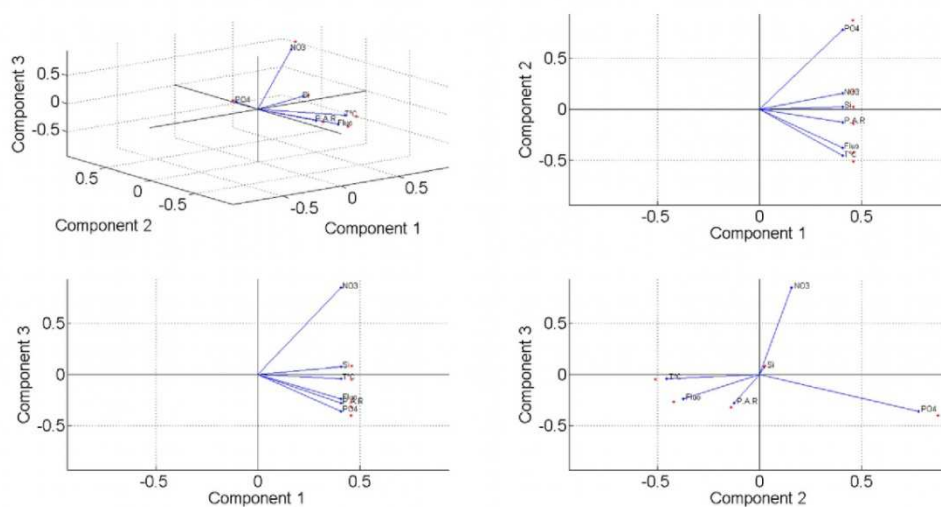 NO3
0.5
Component 3
0
PO4
Si
T°C
P.A.R
Fluo
-0.5
0.5
0
-0.5
-0.5
0
0.5
Component 2
Component 1
PO4
0.5
Component 2
NO3
Si
0
P.A.R
Fluo
T°C
-0.5
-0.5
0
0.5
Component 1
NO3
0.5
Component 3
Si
0
T°C
Fluo
P.A.R
PO4
-0.5
-0.5
0
0.5
Component 1
NO3
0.5
Component 3
Si
0
T°C
Fluo
P.A.R
PO4
-0.5
-0.5
0
0.5
Component 2